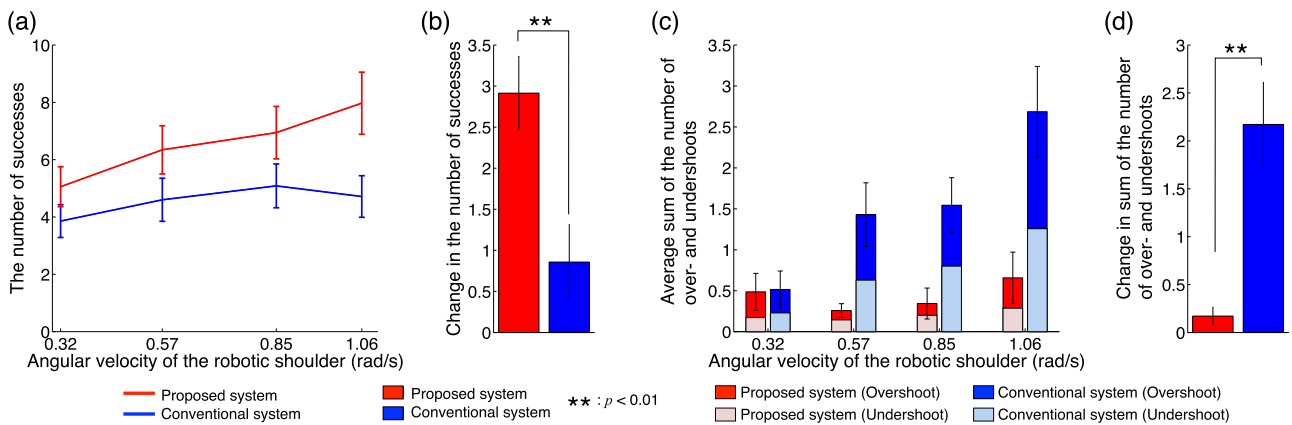 (a)
The number of successes
10
8
6
4
2
0
0.32 0.57 0.85 1.06
Angular velocity of the robotic shoulder (rad/s)
Proposed system
Conventional system
(b)
Change in the number of successes
3.5
3
2.5
2
1.5
1
0.5
0
**
Proposed system
Conventional system
** : p < 0.01
(c)
Average sum of the number of
over- and undershoots
3.5
3
2.5
2
1.5
1
0.5
0
0.32 0.57 0.85 1.06
Angular velocity of the robotic shoulder (rad/s)
Proposed system (Overshoot)
Proposed system (Undershoot)
Conventional system (Overshoot)
Conventional system (Undershoot)
(d)
Change in sum of the number
of over- and undershoots
3
2.5
2
1.5
1
0.5
0
**